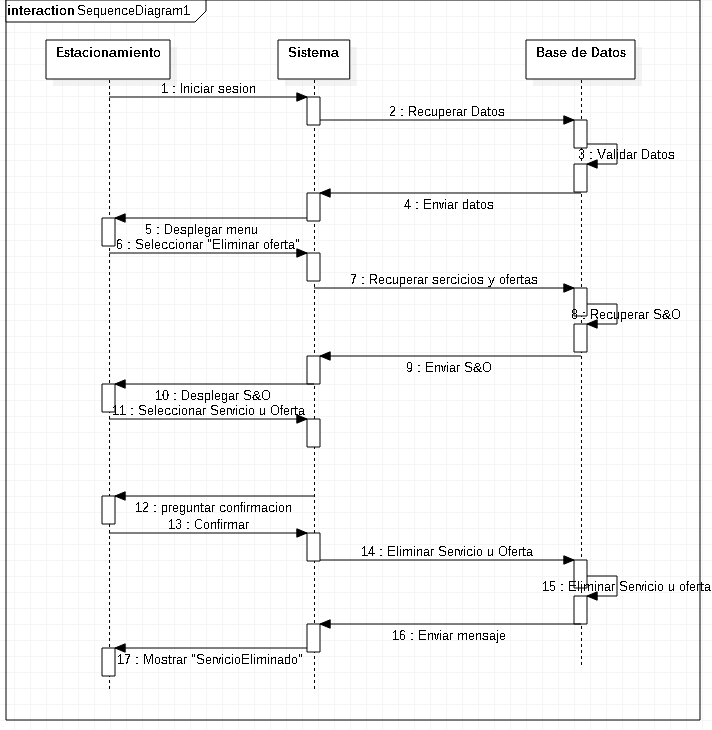 interaction SequenceDiagram1
Estacionamiento
Sistema
Base de Datos
1 : Iniciar sesion
2 : Recuperar Datos
3 : Validar Datos
4 : Enviar datos
5 : Desplegar menu
6 : Seleccionar "Eliminar oferta"
7 : Recuperar sercicios y ofertas
8 : Recuperar S&O
9 : Enviar S&O
10 : Desplegar S&O
11 : Seleccionar Servicio u Oferta
12 : preguntar confirmacion
13 : Confirmar
14 : Eliminar Servicio u Oferta
15 : Eliminar Servicio u oferta
16 : Enviar mensaje
17 : Mostrar "ServicioEliminado"